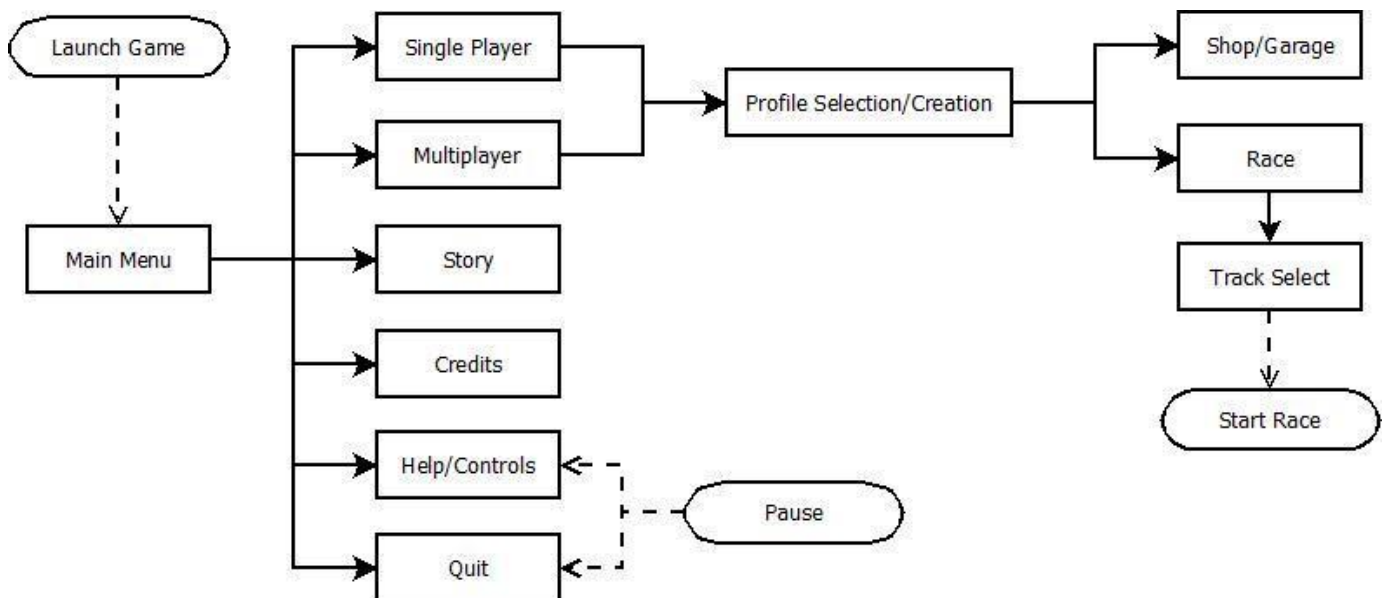 Launch Game
Single Player
Shop/Garage
Profile Selection/Creation
Multiplayer
Race
Main Menu
Story
Track Select
Credits
Start Race
Help/Controls
Pause
Quit